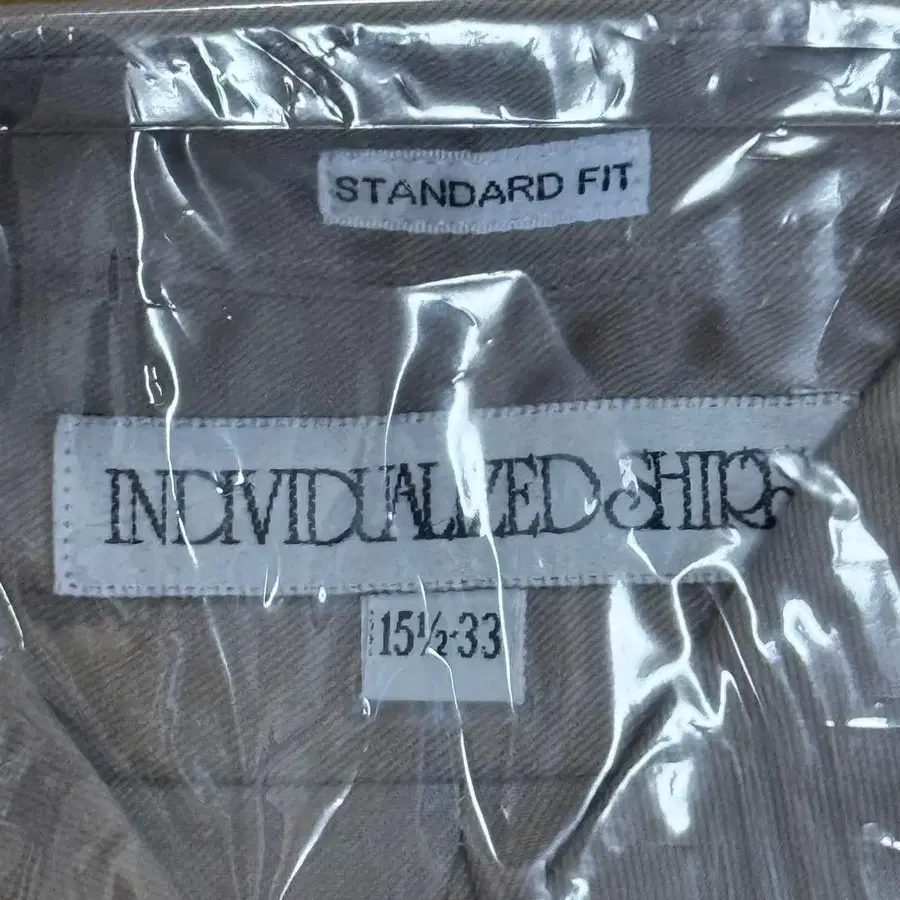 STANDARD FIT
INDIVIDUALIZED SHIRTS
15½-33